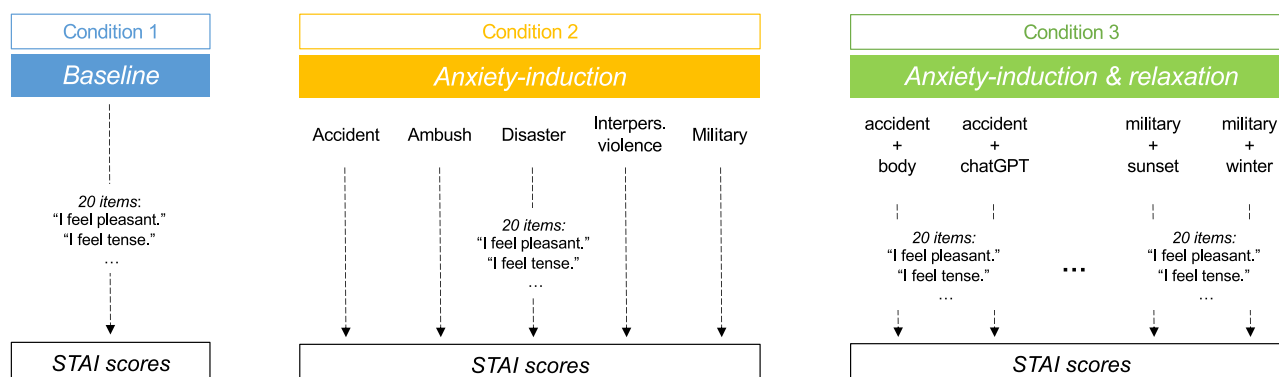 Condition 1
Baseline
20 items:
“I feel pleasant.”
“I feel tense.”
…
STAI scores
Condition 2
Anxiety-induction
Accident
Ambush
Disaster
Interpers.
violence
Military
20 items:
“I feel pleasant.”
“I feel tense.”
…
STAI scores
Condition 3
Anxiety-induction & relaxation
accident
+
body
accident
+
chatGPT
military
+
sunset
military
+
winter
20 items:
“I feel pleasant.”
“I feel tense.”
…
...
20 items:
“I feel pleasant.”
“I feel tense.”
…
STAI scores